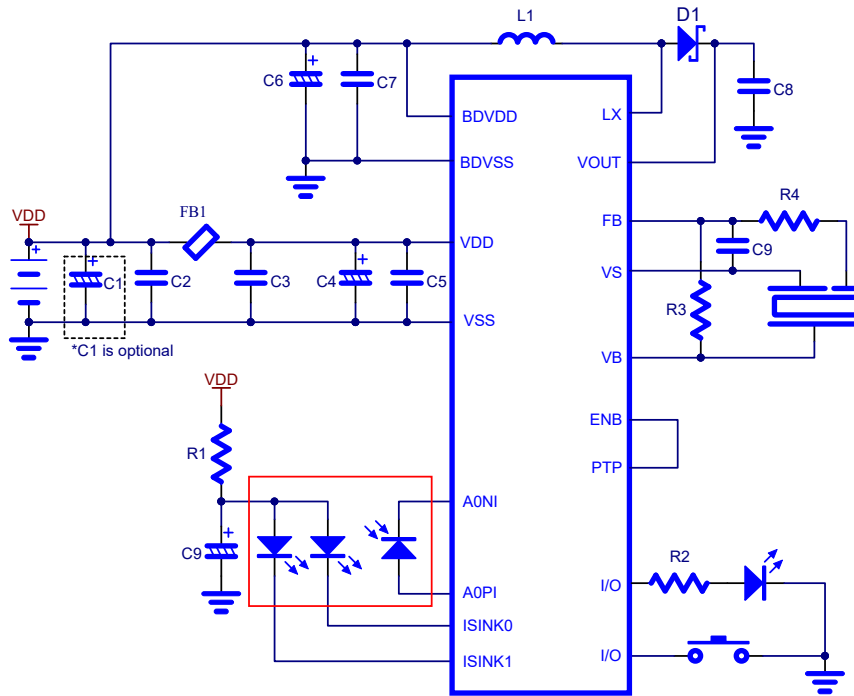 L1
D1
+
C6
C7
C8
BDVDD
LX
BDVSS
VOUT
VDD
FB1
FB
R4
+
+
+
VDD
C9
C1
C2
C3
C4
C5
VS
R3
VSS
*C1 is optional
VB
VDD
ENB
R1
PTP
A0NI
+
C9
R2
A0PI
I/O
ISINK0
ISINK1
I/O